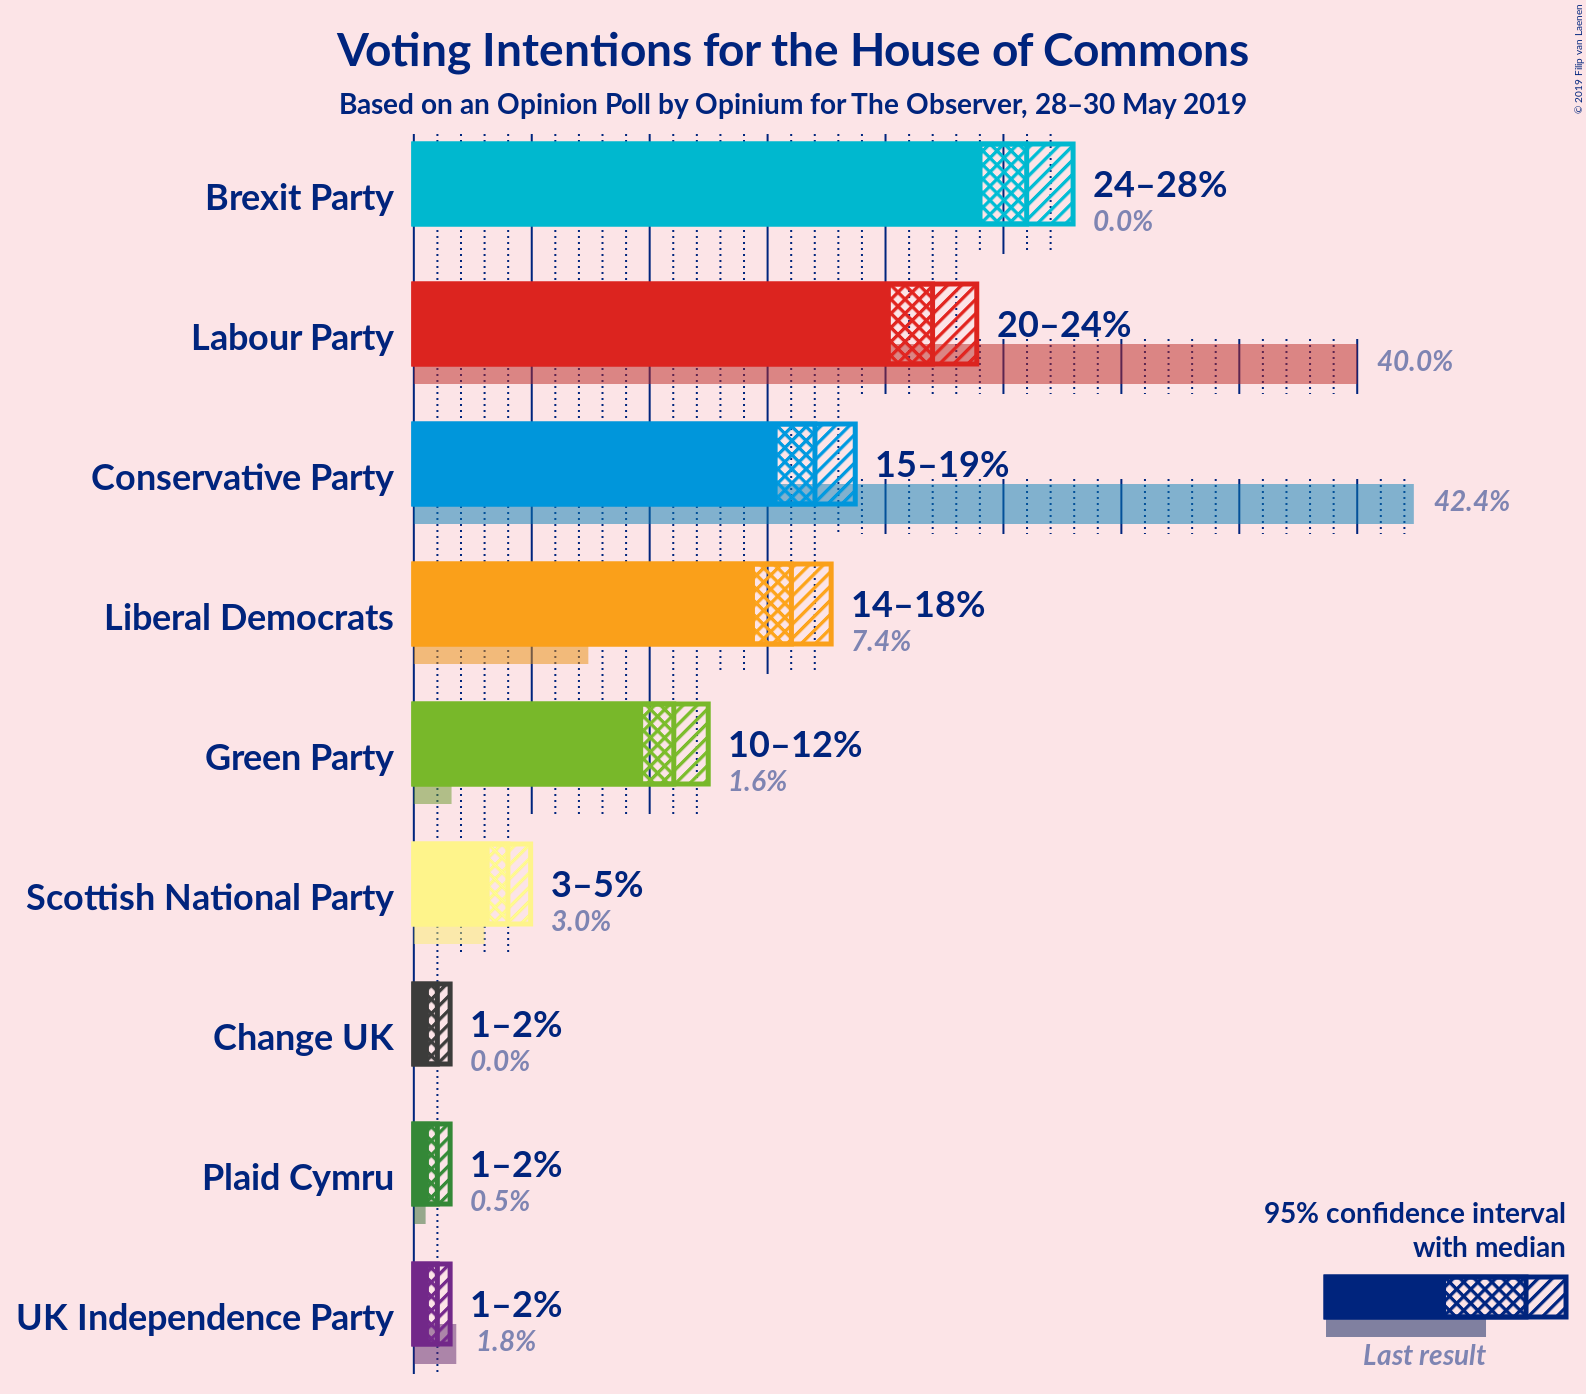 Voting Intentions for the House of Commons
Based on an Opinion Poll by Opinium for The Observer, 28–30 May 2019
© 2019 Filip van Laenen
Brexit Party
24–28%
0.0%
Labour Party
20–24%
40.0%
Conservative Party
15–19%
42.4%
Liberal Democrats
14–18%
7.4%
Green Party
10–12%
1.6%
Scottish National Party
3–5%
3.0%
Change UK
1–2%
0.0%
Plaid Cymru
1–2%
0.5%
UK Independence Party
1–2%
1.8%
95% confidence interval
with median
Last result